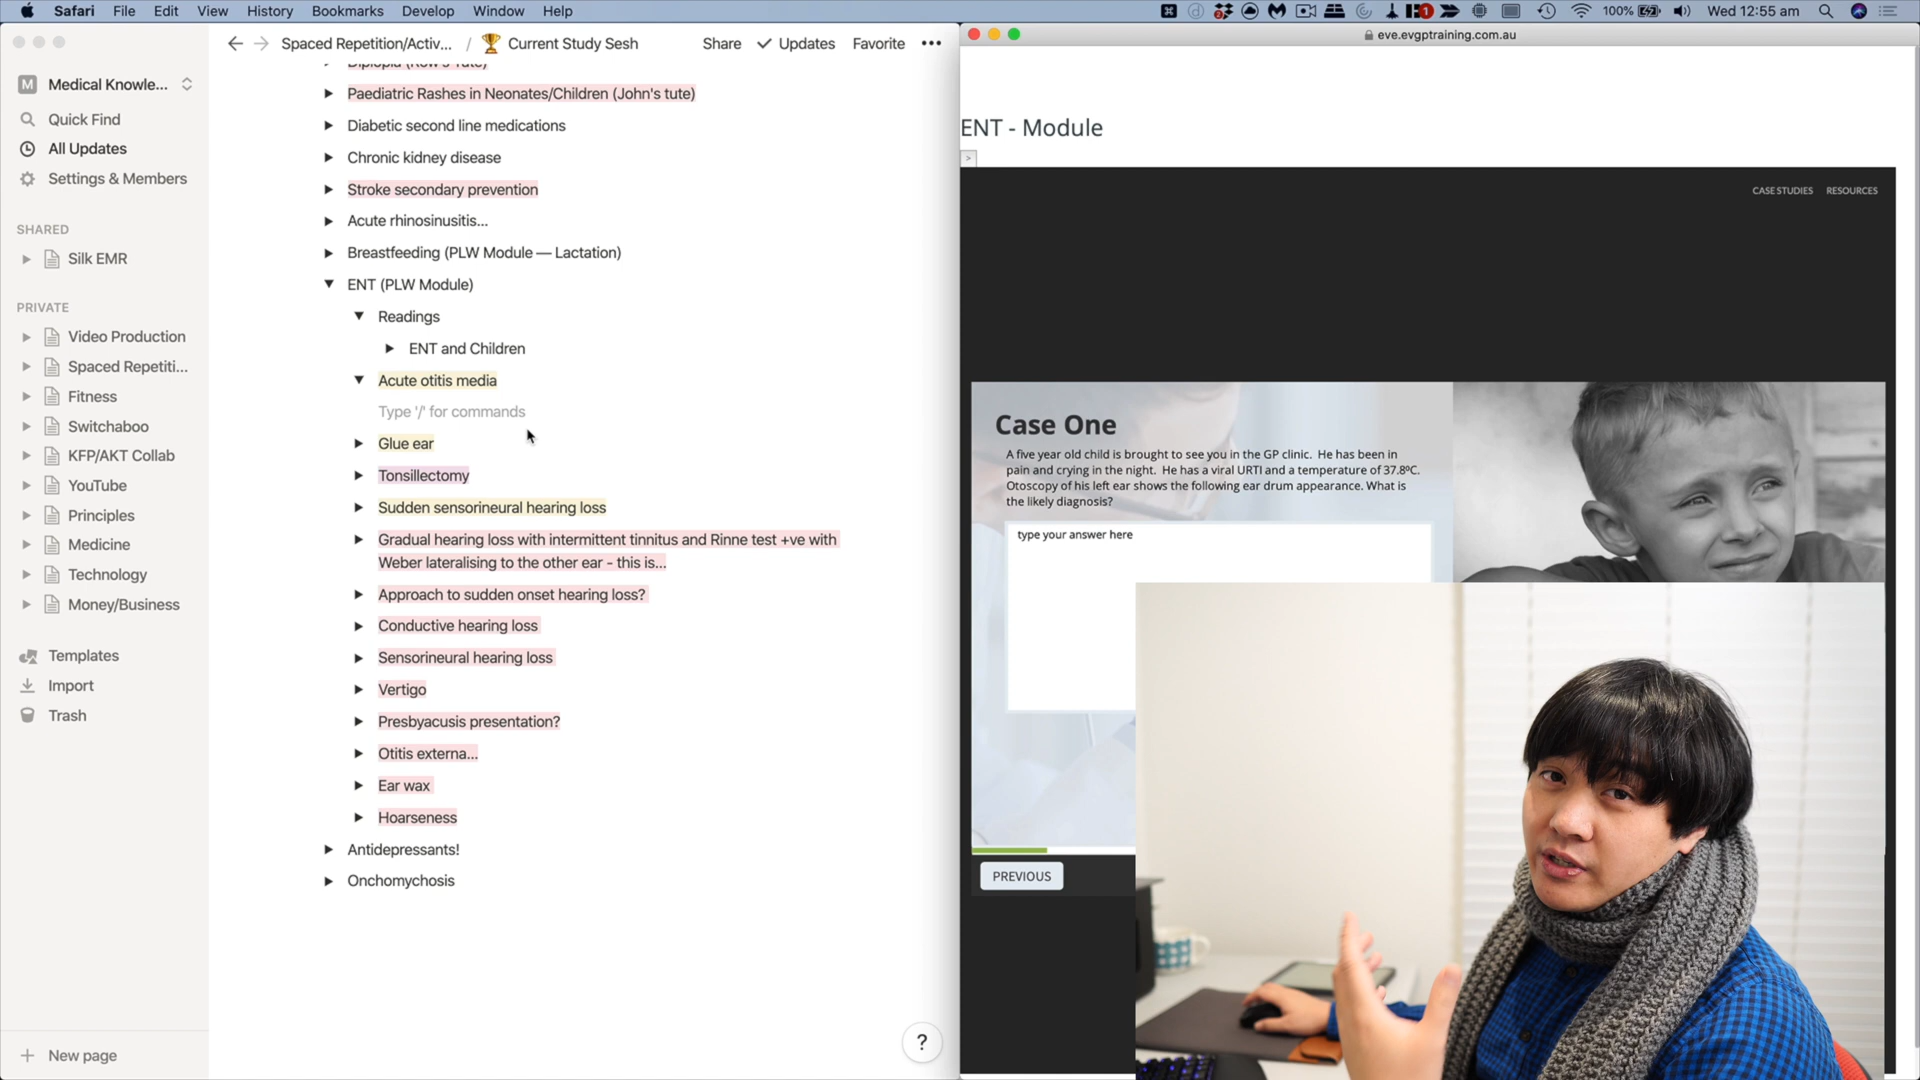 Safari File Edit View History Bookmarks Develop Window Help
1 100% Wed 12:55 am
Spaced Repetition/Activ... / Current Study Sesh Share Updates Favorite
M Medical Knowle...
Quick Find
All Updates
Settings & Members
SHARED
Silk EMR
PRIVATE
Video Production
Spaced Repetiti...
Fitness
Switchaboo
KFP/AKT Collab
YouTube
Principles
Medicine
Technology
Money/Business
Templates
Import
Trash
New page
Diplopia (Row's Tute)
Paediatric Rashes in Neonates/Children (John's tute)
Diabetic second line medications
Chronic kidney disease
Stroke secondary prevention
Acute rhinosinusitis...
Breastfeeding (PLW Module — Lactation)
ENT (PLW Module)
Readings
ENT and Children
Acute otitis media
Type '/' for commands
Glue ear
Tonsillectomy
Sudden sensorineural hearing loss
Gradual hearing loss with intermittent tinnitus and Rinne test +ve with
Weber lateralising to the other ear - this is...
Approach to sudden onset hearing loss?
Conductive hearing loss
Sensorineural hearing loss
Vertigo
Presbyacusis presentation?
Otitis externa...
Ear wax
Hoarseness
Antidepressants!
Onchomychosis
?
eve.evgptraining.com.au
ENT - Module
>
CASE STUDIES RESOURCES
Case One
A five year old child is brought to see you in the GP clinic. He has been in
pain and crying in the night. He has a viral URTI and a temperature of 37.8ºC.
Otoscopy of his left ear shows the following ear drum appearance. What is
the likely diagnosis?
type your answer here
PREVIOUS